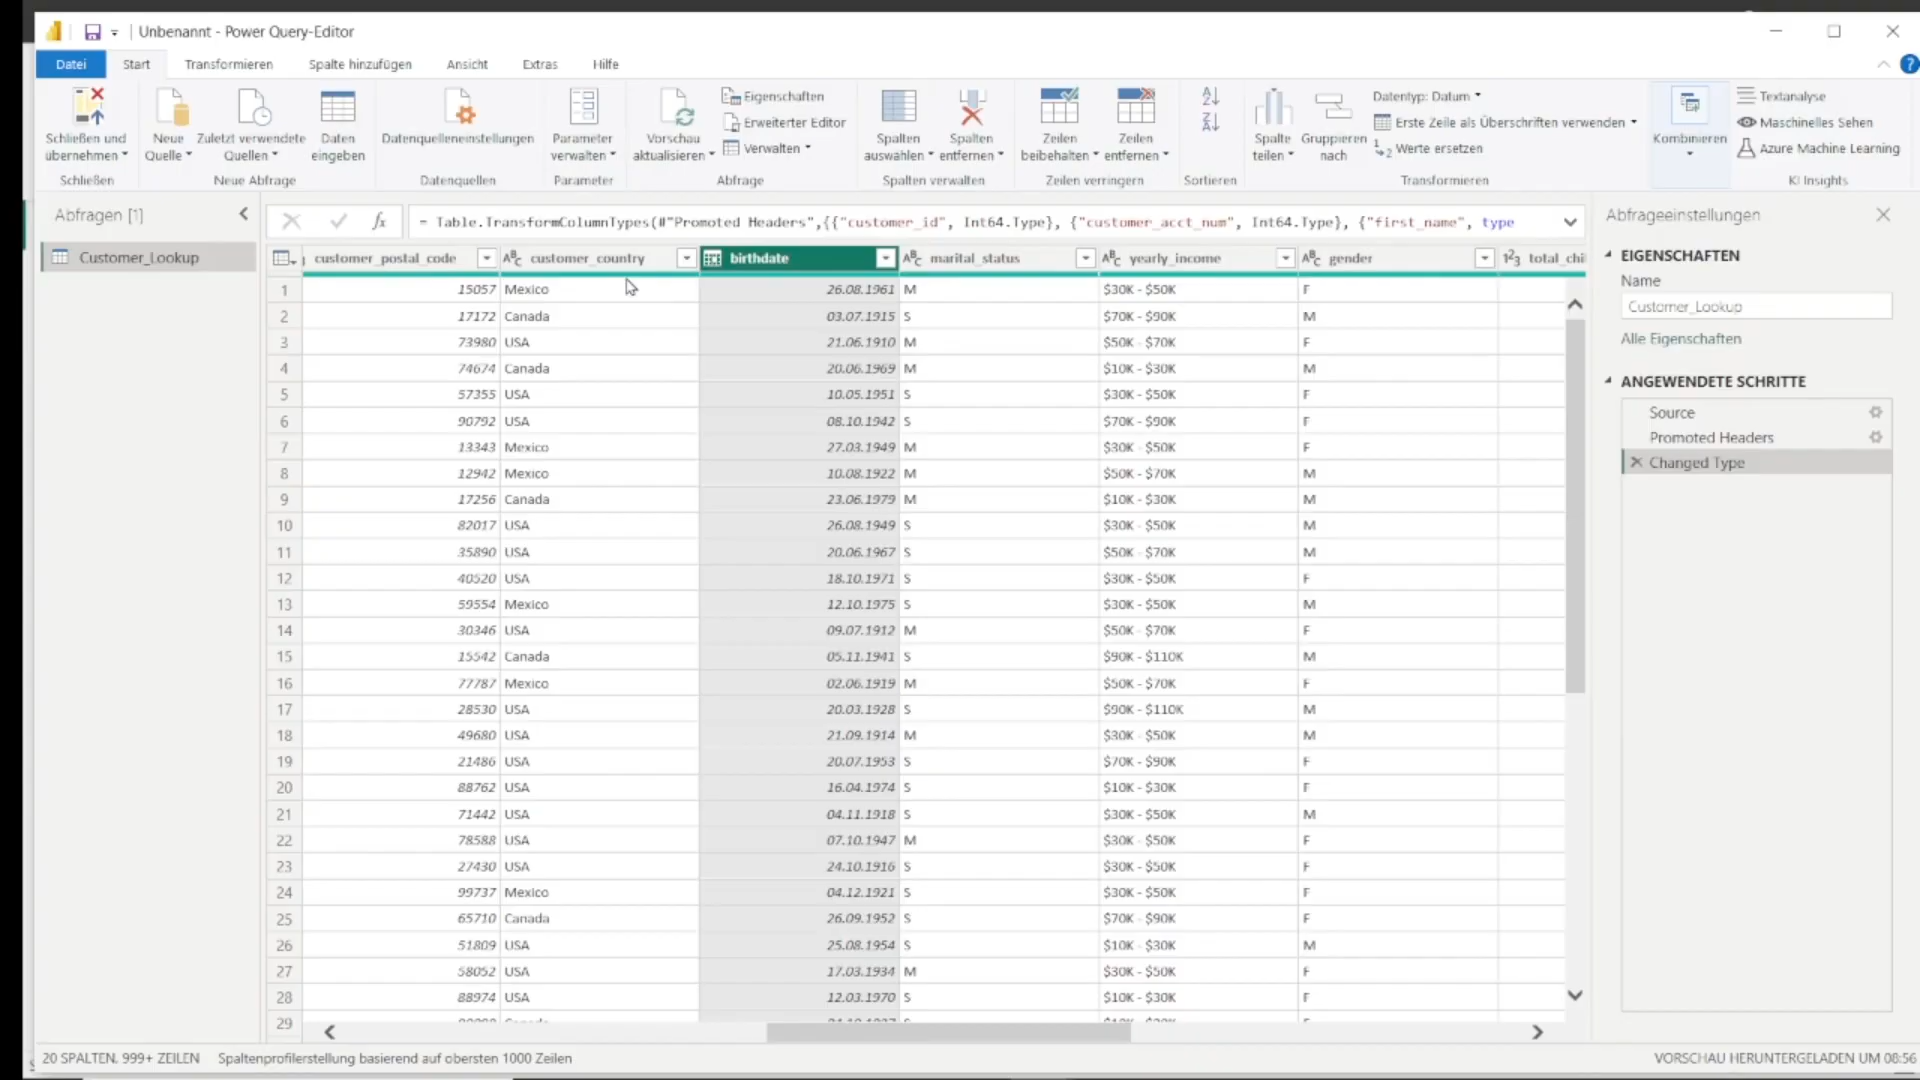 Unbenannt - Power Query-Editor
Datei Start Transformieren Spalte hinzufügen Ansicht Extras Hilfe
Schließen und übernehmen
Schließen
Neue Quelle
Zuletzt verwendete Quellen
Daten eingeben
Neue Abfrage
Datenquelleneinstellungen
Datenquellen
Parameter verwalten
Parameter
Vorschau aktualisieren
Eigenschaften
Erweiterter Editor
Verwalten
Abfrage
Spalten auswählen
Spalten entfernen
Spalten verwalten
Zeilen beibehalten
Zeilen entfernen
Zeilen verringern
Sortieren
Spalte teilen
Gruppieren nach
Datentyp: Datum
Erste Zeile als Überschriften verwenden
Werte ersetzen
Transformieren
Kombinieren
Textanalyse
Maschinelles Sehen
Azure Machine Learning
KI Insights
Abfragen [1]
Customer_Lookup
= Table.TransformColumnTypes(#"Promoted Headers",{{"customer_id", Int64.Type}, {"customer_acct_num", Int64.Type}, {"first_name", type
customer_postal_code customer_country birthdate marital_status yearly_income gender total_chi
1 15057 Mexico 26.08.1961 M $30K - $50K F
2 17172 Canada 03.07.1915 S $70K - $90K M
3 73980 USA 21.06.1910 M $50K - $70K F
4 74674 Canada 20.06.1969 M $10K - $30K M
5 57355 USA 10.05.1951 S $30K - $50K F
6 90792 USA 08.10.1942 S $70K - $90K F
7 13343 Mexico 27.03.1949 M $30K - $50K F
8 12942 Mexico 10.08.1922 M $50K - $70K M
9 17256 Canada 23.06.1979 M $10K - $30K M
10 82017 USA 26.08.1949 S $30K - $50K M
11 35890 USA 20.06.1967 S $50K - $70K M
12 40520 USA 18.10.1971 S $30K - $50K F
13 59554 Mexico 12.10.1975 S $30K - $50K M
14 30346 USA 09.07.1912 M $50K - $70K F
15 15542 Canada 05.11.1941 S $90K - $110K M
16 77787 Mexico 02.06.1919 M $50K - $70K F
17 28530 USA 20.03.1928 S $90K - $110K M
18 49680 USA 21.09.1914 M $30K - $50K M
19 21486 USA 20.07.1953 S $70K - $90K F
20 88762 USA 16.04.1974 S $10K - $30K F
21 71442 USA 04.11.1918 S $30K - $50K M
22 78588 USA 07.10.1947 M $30K - $50K F
23 27430 USA 24.10.1916 S $30K - $50K F
24 99737 Mexico 04.12.1921 S $30K - $50K F
25 65710 Canada 26.09.1952 S $70K - $90K F
26 51809 USA 25.08.1954 S $10K - $30K M
27 58052 USA 17.03.1934 M $30K - $50K F
28 88974 USA 12.03.1970 S $10K - $30K F
29
Abfrageeinstellungen
EIGENSCHAFTEN
Name
Customer_Lookup
Alle Eigenschaften
ANGEWENDETE SCHRITTE
Source
Promoted Headers
Changed Type
20 SPALTEN, 999+ ZEILEN Spaltenprofilerstellung basierend auf obersten 1000 Zeilen
VORSCHAU HERUNTERGELADEN UM 08:56